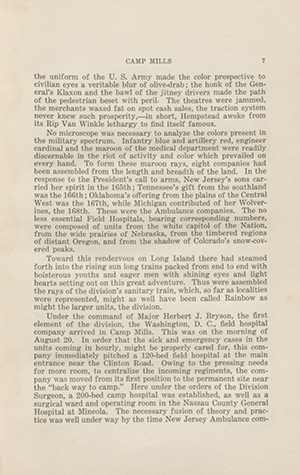 CAMP MILLS 7
the uniform of the U. S. Army made the color prespective to
civilian eyes a veritable blur of olive-drab; the honk of the Gen-
eral's Klaxon and the bawl of the jitney drivers made the path
of the pedestrian beset with peril. The theatres were jammed,
the merchants waxed fat on spot cash sales, the traction system
never knew such prosperity,—in short, Hempstead awoke from
its Rip Van Winkle lethargy to find itself famous.
No microscope was necessary to analyze the colors present in
the military spectrum. Infantry blue and artillery red, engineer
cardinal and the maroon of the medical department were readily
discernable in the riot of activity and color which prevailed on
every hand. To form these maroon rays, eight companies had
been assembled from the length and breadth of the land. In the
response to the President's call to arms, New Jersey's sons car-
ried her spirit in the 165th; Tennessee's gift from the southland
was the 166th; Oklahoma's offering from the plains of the Central
West was the 167th, while Michigan contributed of her Wolver-
ines, the 168th. These were the Ambulance companies. The no
less essential Field Hospitals, bearing corresponding numbers,
were composed of units from the white capitol of the Nation,
from the wide prairies of Nebraska, from the timbered regions
of distant Oregon, and from the shadow of Colorado's snow-cov-
ered peaks.
Toward this rendezvous on Long Island there had steamed
forth into the rising sun long trains packed from end to end with
boisterous youths and eager men with shining eyes and light
hearts setting out on this great adventure. Thus were assembled
the rays of the division's sanitary train, which, so far as localities
were represented, might as well have been called Rainbow as
might the larger units, the division.
Under the command of Major Herbert J. Bryson, the first
element of the division, the Washington, D. C., field hospital
company arrived in Camp Mills. This was on the morning of
August 20. In order that the sick and emergency cases in the
units coming in hourly, might be properly cared for, this com-
pany immediately pitched a 120-bed field hospital at the main
entrance near the Clinton Road. Owing to the pressing needs
for more room, to centralize the incoming regiments, the com-
pany was moved from its first position to the permanent site near
the "back way to camp." Here under the orders of the Division
Surgeon, a 200-bed camp hospital was established, as well as a
surgical ward and operating room in the Nassau County General
Hospital at Mineola. The necessary fusion of theory and prac-
tice was well under way by the time New Jersey Ambulance com-